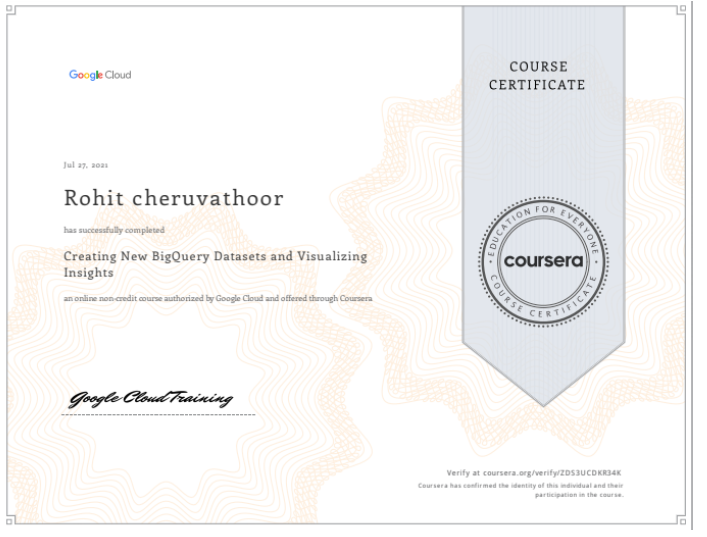 Google Cloud
COURSE
CERTIFICATE
Jul 27, 2021
Rohit cheruvathoor
has successfully completed
Creating New BigQuery Datasets and Visualizing
Insights
an online non-credit course authorized by Google Cloud and offered through Coursera
EDUCATION FOR EVERYONE
coursera
COURSE CERTIFICATE
Google Cloud Training
Verify at coursera.org/verify/ZDS3UCDKR34K
Coursera has confirmed the identity of this individual and their
participation in the course.